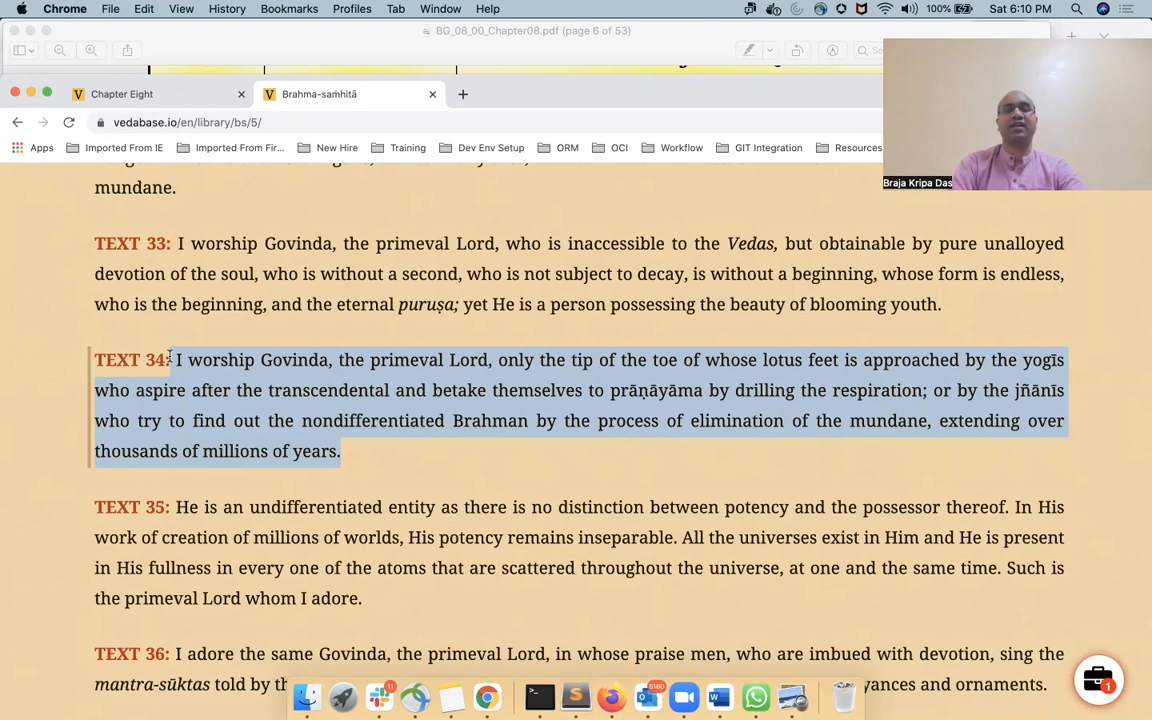 Chrome File Edit View History Bookmarks Profiles Tab Window Help 100% Sat 6:10 PM
BG_08_00_Chapter08.pdf (page 6 of 53)
Chapter Eight Brahma-saṁhitā
vedabase.io/en/library/bs/5/
Apps Imported From IE Imported From Fir... New Hire Training Dev Env Setup ORM OCI Workflow GIT Integration Resources
Braja Kripa Das
mundane.
TEXT 33: I worship Govinda, the primeval Lord, who is inaccessible to the Vedas, but obtainable by pure unalloyed
devotion of the soul, who is without a second, who is not subject to decay, is without a beginning, whose form is endless,
who is the beginning, and the eternal puruṣa; yet He is a person possessing the beauty of blooming youth.
TEXT 34: I worship Govinda, the primeval Lord, only the tip of the toe of whose lotus feet is approached by the yogīs
who aspire after the transcendental and betake themselves to prāṇāyāma by drilling the respiration; or by the jñānīs
who try to find out the nondifferentiated Brahman by the process of elimination of the mundane, extending over
thousands of millions of years.
TEXT 35: He is an undifferentiated entity as there is no distinction between potency and the possessor thereof. In His
work of creation of millions of worlds, His potency remains inseparable. All the universes exist in Him and He is present
in His fullness in every one of the atoms that are scattered throughout the universe, at one and the same time. Such is
the primeval Lord whom I adore.
TEXT 36: I adore the same Govinda, the primeval Lord, in whose praise men, who are imbued with devotion, sing the
mantra-sūktas told by th yances and ornaments.
11
5160
1